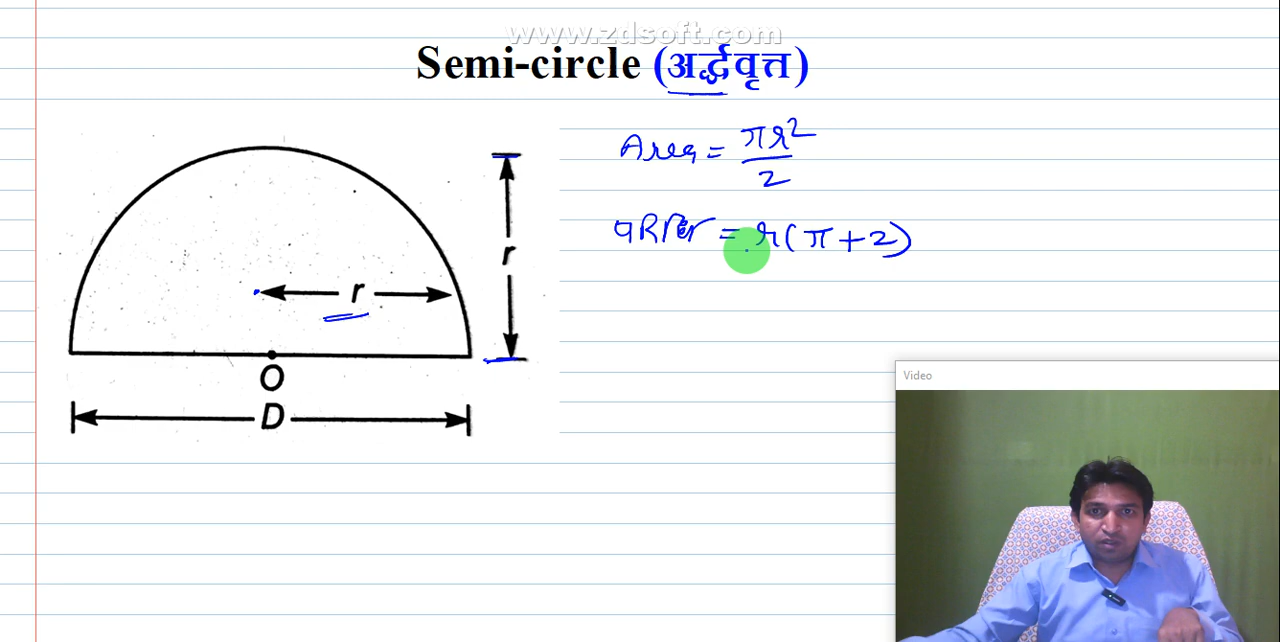 www.zdsoft.com
Semi-circle (अर्द्धवृत्त)
Area = πr²/2
परिमाप = r(π+2)
r
r
O
D
Video